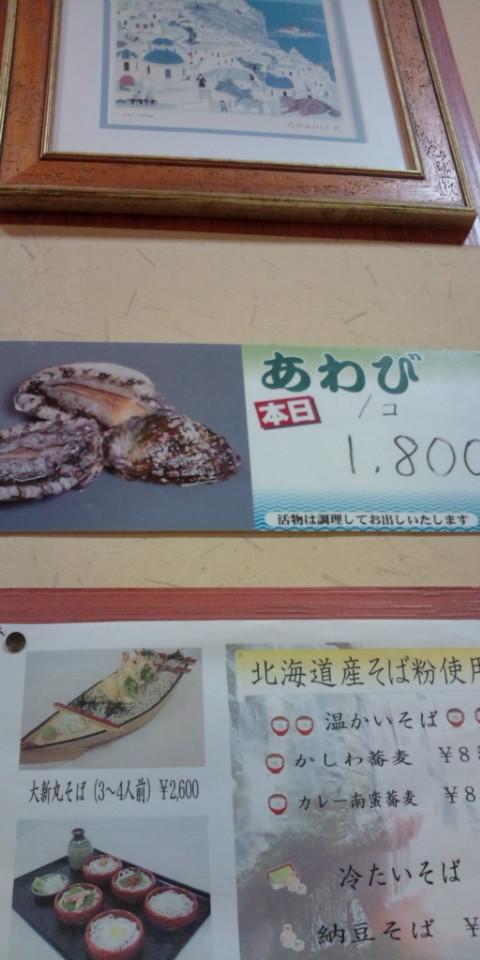 あわび
本日 1コ
1,800
活物は調理してお出しいたします
北海道産そば粉使用
温かいそば
かしわ蕎麦 ¥8
カレー南蛮蕎麦 ¥8
冷たいそば
納豆そば ¥
大新丸そば (3〜4人前) ¥2,600